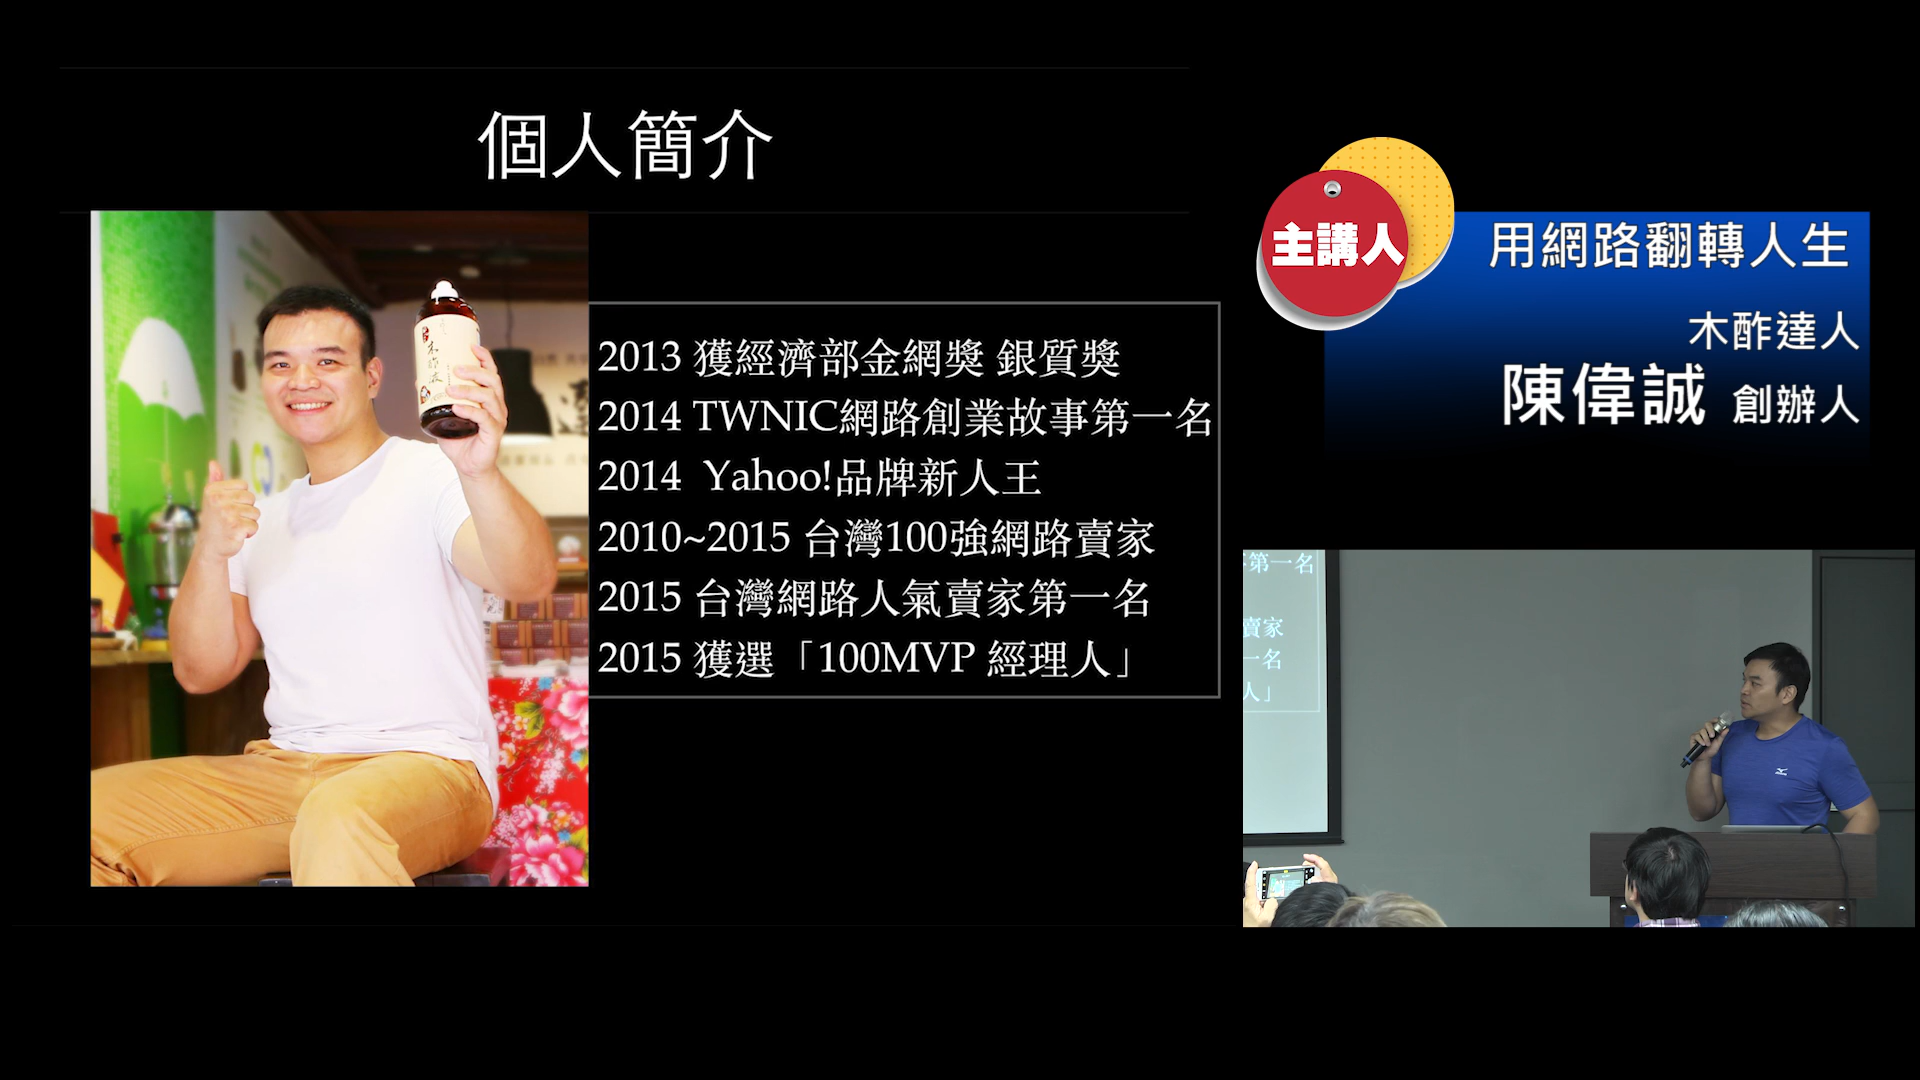 個人簡介
2013 獲經濟部金網獎 銀質獎
2014 TWNIC網路創業故事第一名
2014 Yahoo!品牌新人王
2010~2015 台灣100強網路賣家
2015 台灣網路人氣賣家第一名
2015 獲選「100MVP 經理人」
主講人
用網路翻轉人生
木酢達人
陳偉誠 創辦人
第一名
賣家
一名
人」